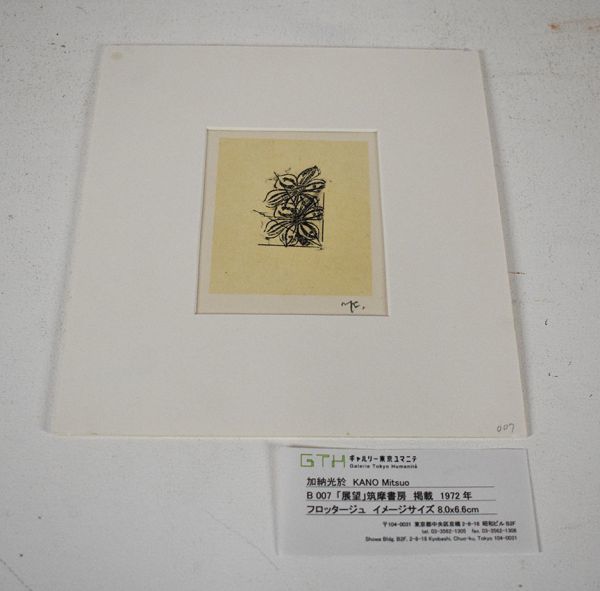 MK.
007
GTH ギャルリー東京ユマニテ
Galerie Tokyo Humanité
加納光於 KANO Mitsuo
B 007 「展望」筑摩書房 掲載 1972 年
フロッタージュ イメージサイズ 8.0x6.6cm
〒104-0031 東京都中央区京橋 2-8-18 昭和ビル B2F
tel. 03-3562-1305 fax. 03-3562-1306
Showa Bldg. B2F, 2-8-18 Kyobashi, Chuo-ku, Tokyo 104-0031